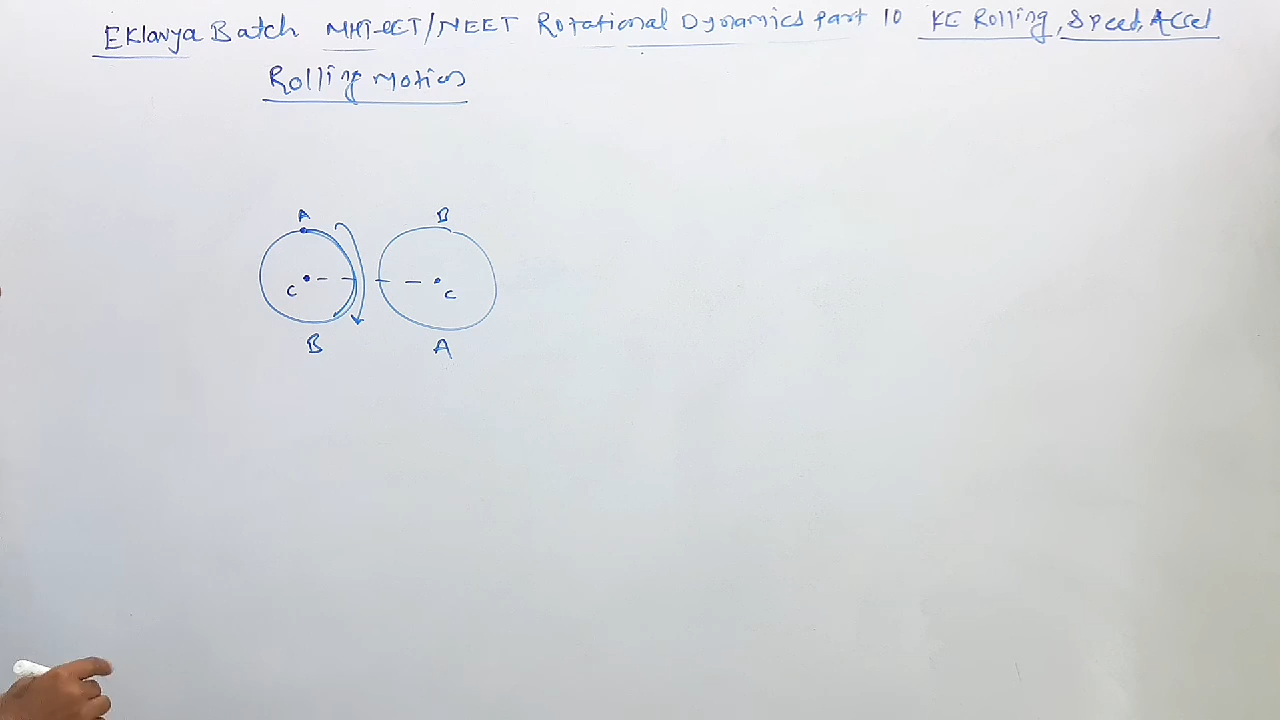 Eklavya Batch MHT-CET/NEET Rotational Dynamics part 10 KE Rolling, Speed, Accel
Rolling Motion
A B
C C
B A